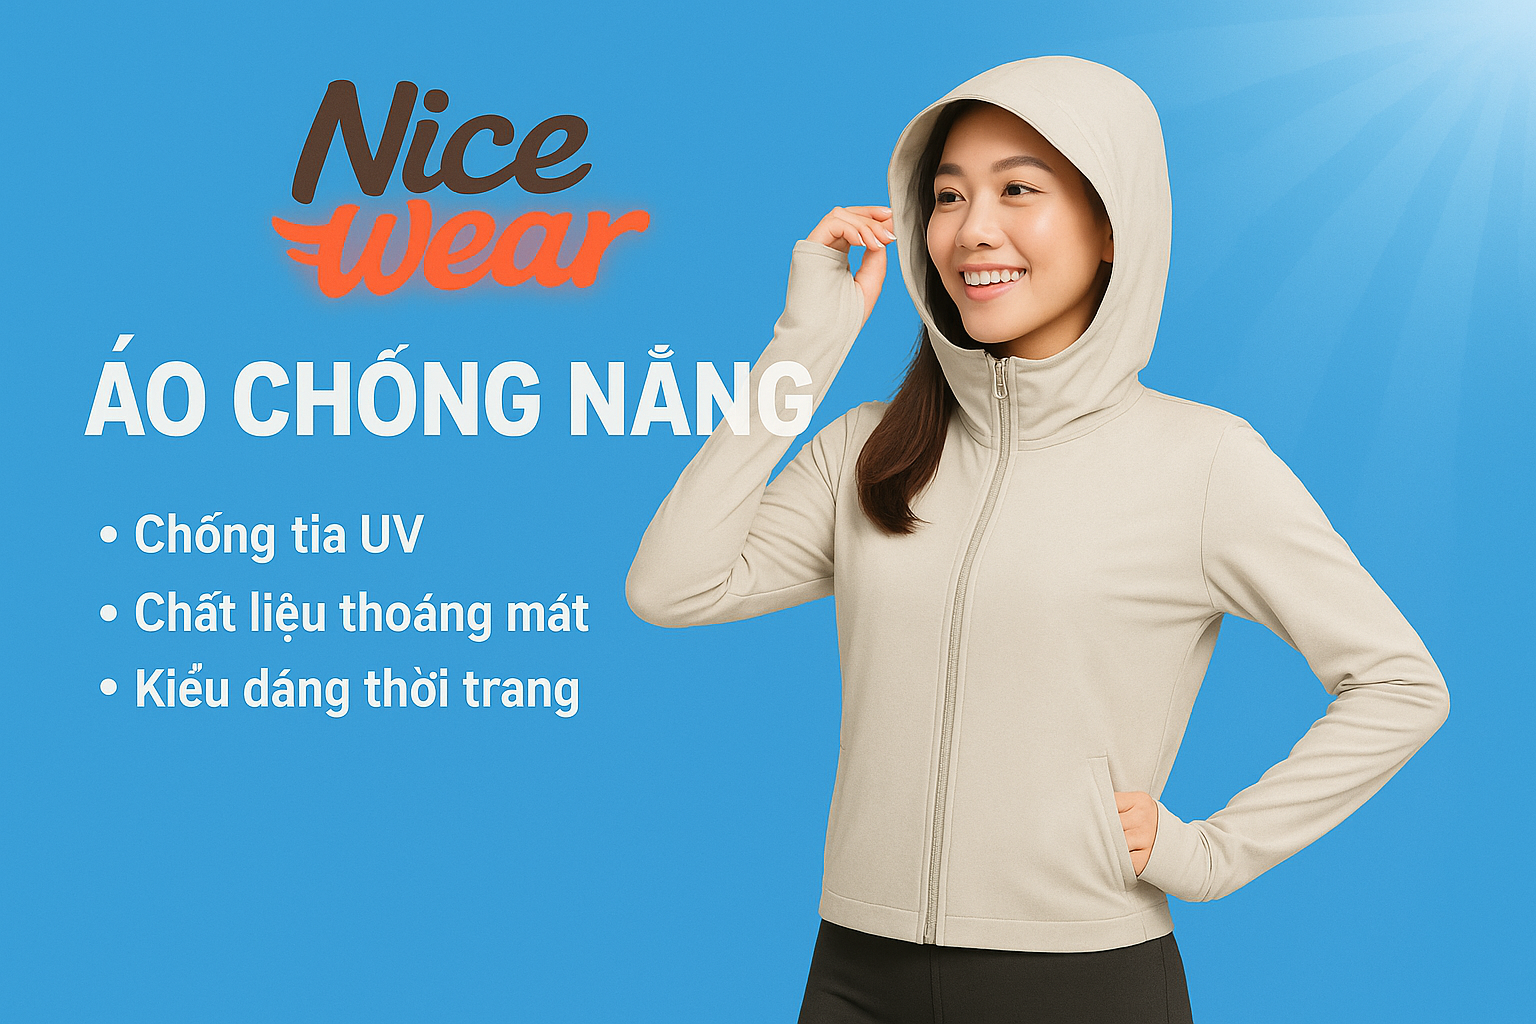 Nice
wear
ÁO CHỐNG NẮNG
• Chống tia UV
• Chất liệu thoáng mát
• Kiểu dáng thời trang